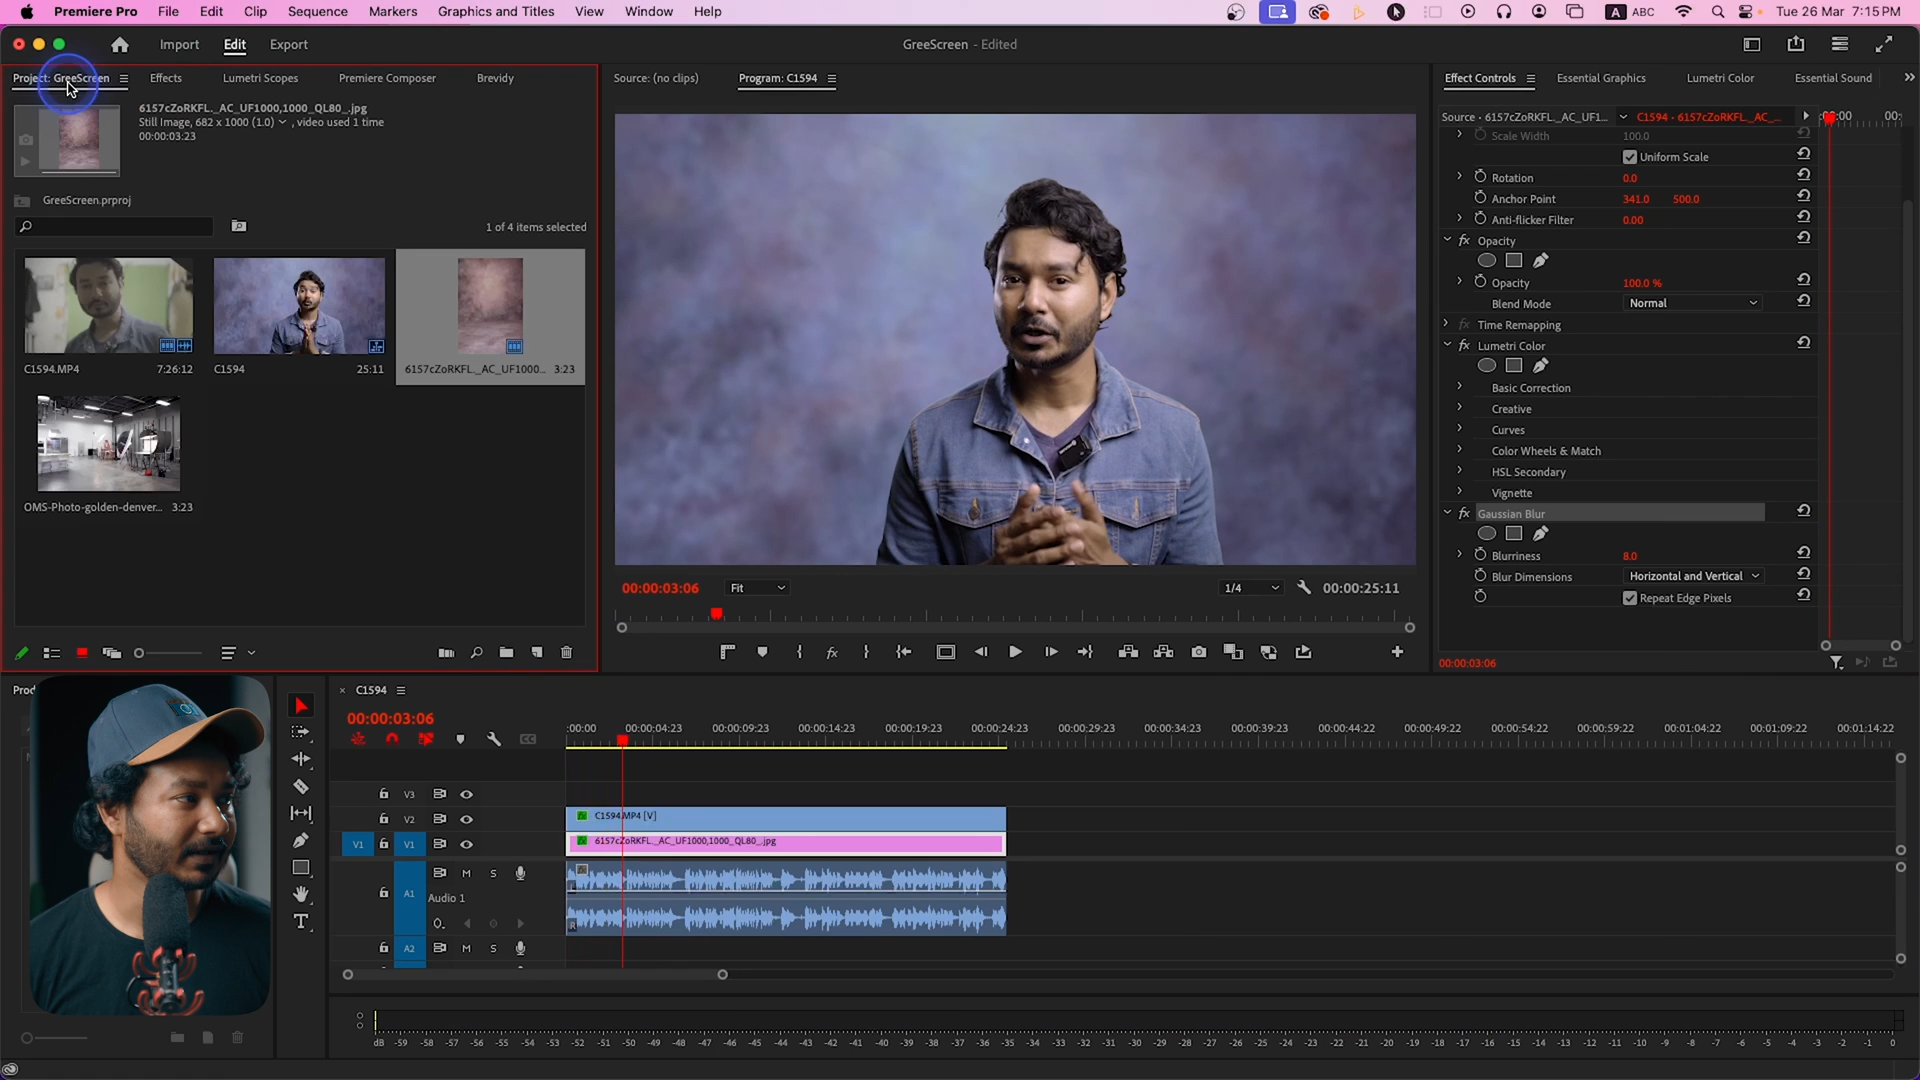 Premiere Pro File Edit Clip Sequence Markers Graphics and Titles View Window Help A ABC Tue 26 Mar 7:15 PM
Import Edit Export GreeScreen - Edited
Project: GreeScreen Effects Lumetri Scopes Premiere Composer Brevidy
Source: (no clips) Program: C1594
Effect Controls Essential Graphics Lumetri Color Essential Sound
6157cZoRKFL._AC_UF1000,1000_QL80_.jpg
Still Image, 682 x 1000 (1.0) , video used 1 time
00:00:03:23
GreeScreen.prproj
1 of 4 items selected
C1594.MP4 7:26:12
C1594 25:11
6157cZoRKFL._AC_UF1000... 3:23
OMS-Photo-golden-denver... 3:23
00:00:03:06 Fit 1/4 00:00:25:11
Source · 6157cZoRKFL._AC_UF1... C1594 · 6157cZoRKFL._AC_... :00:00 00:
Scale Width 100.0
Uniform Scale
Rotation 0.0
Anchor Point 341.0 500.0
Anti-flicker Filter 0.00
fx Opacity
Opacity 100.0 %
Blend Mode Normal
fx Time Remapping
fx Lumetri Color
Basic Correction
Creative
Curves
Color Wheels & Match
HSL Secondary
Vignette
fx Gaussian Blur
Blurriness 8.0
Blur Dimensions Horizontal and Vertical
Repeat Edge Pixels
00:00:03:06
C1594
00:00:03:06
:00:00 00:00:04:23 00:00:09:23 00:00:14:23 00:00:19:23 00:00:24:23 00:00:29:23 00:00:34:23 00:00:39:23 00:00:44:22 00:00:49:22 00:00:54:22 00:00:59:22 00:01:04:22 00:01:09:22 00:01:14:22
V3
V2 C1594.MP4 [V]
V1 V1 6157cZoRKFL._AC_UF1000,1000_QL80_.jpg
A1 M S
Audio 1
R
A2 M S
dB -59 -58 -57 -56 -55 -54 -53 -52 -51 -50 -49 -48 -47 -46 -45 -44 -43 -42 -41 -40 -39 -38 -37 -36 -35 -34 -33 -32 -31 -30 -29 -28 -27 -26 -25 -24 -23 -22 -21 -20 -19 -18 -17 -16 -15 -14 -13 -12 -11 -10 -9 -8 -7 -6 -5 -4 -3 -2 -1 0